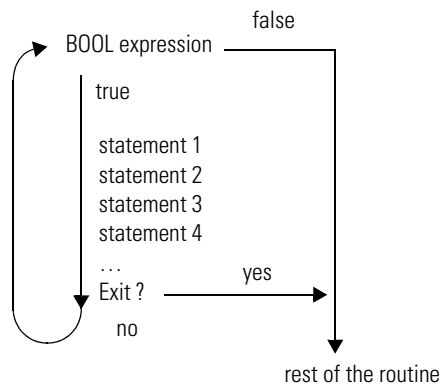 false
BOOL expression
true
statement 1
statement 2
statement 3
statement 4
...
Exit ?
yes
no
rest of the routine